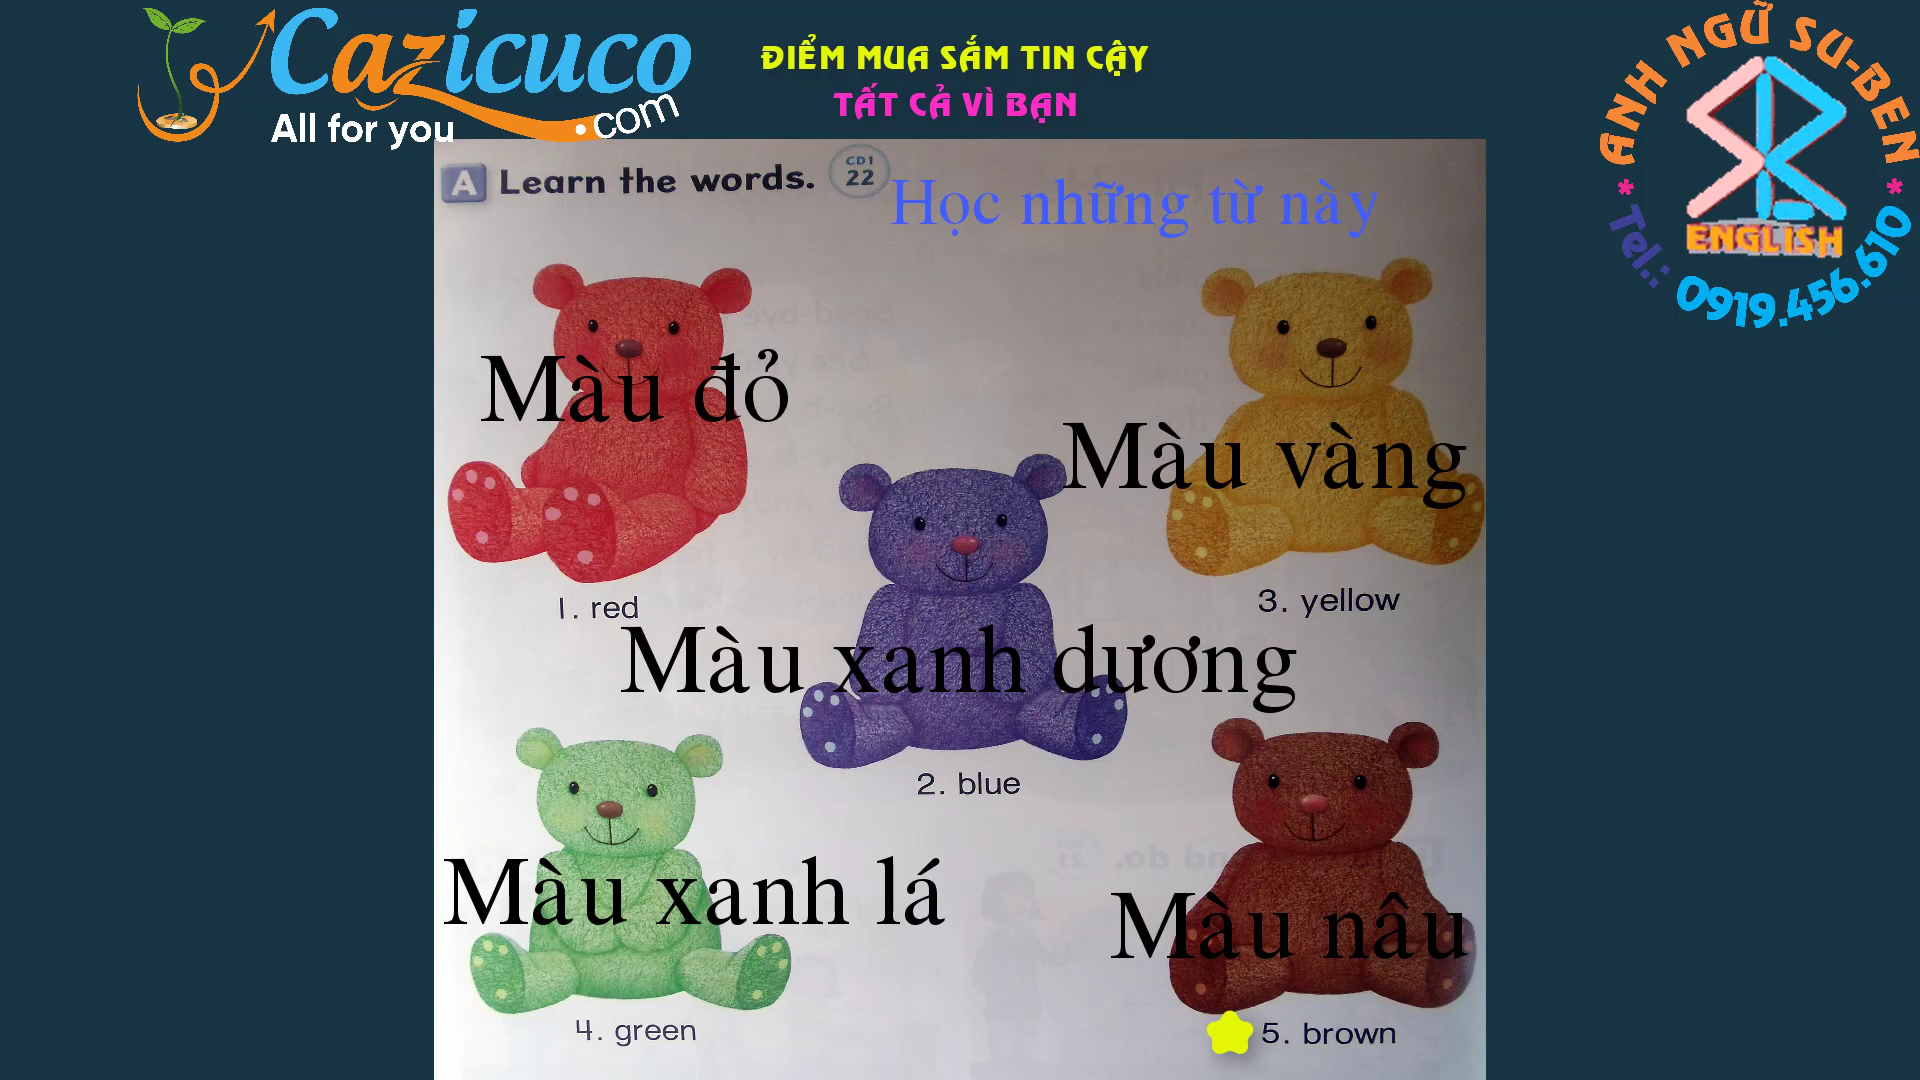 Cazicuco
All for you
.com
ĐIỂM MUA SẮM TIN CẬY
TẤT CẢ VÌ BẠN
ANH NGỮ SU-BEN
ENGLISH
* Tel.: 0919.456.610 *
A Learn the words.
CD1
22
Học những từ này
Màu đỏ
1. red
Màu vàng
3. yellow
Màu xanh dương
2. blue
Màu xanh lá
4. green
Màu nâu
5. brown